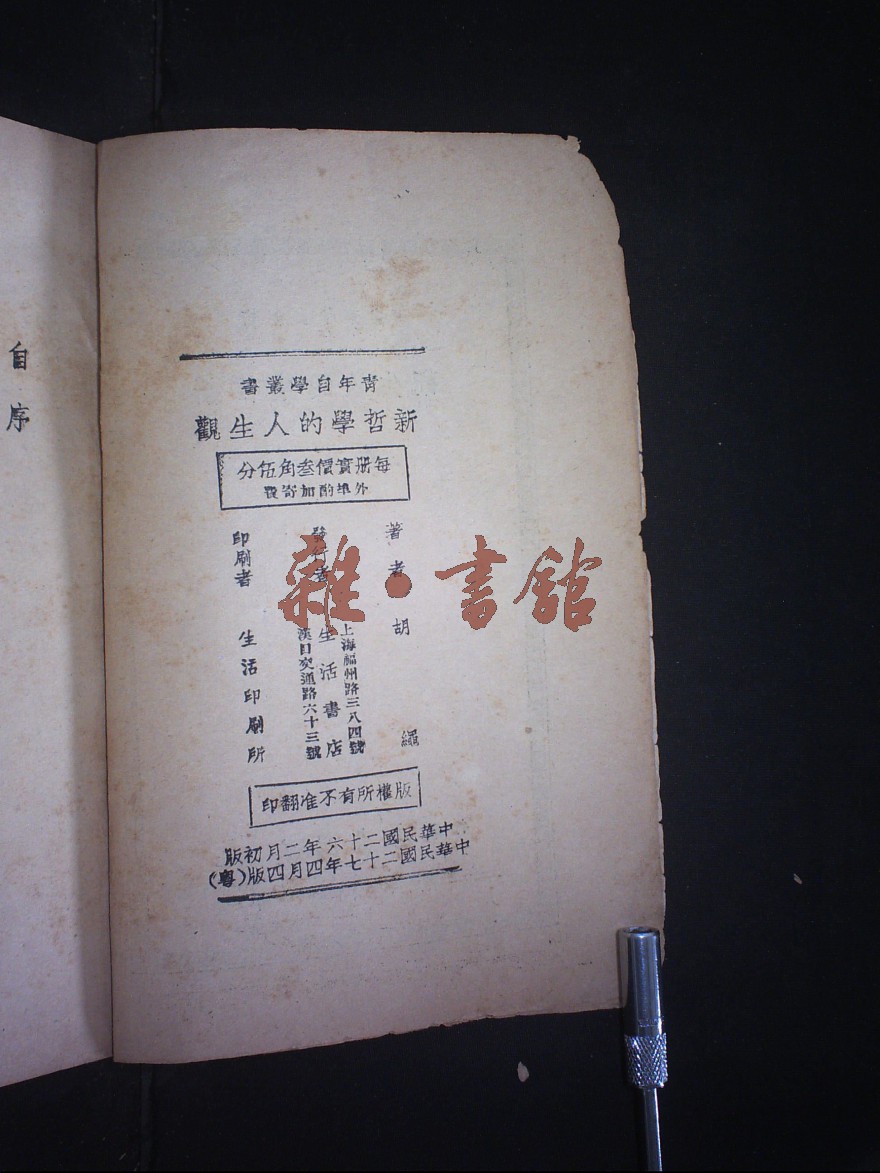 自序
青年自學叢書
新哲學的人生觀
每册實價叁角伍分
外埠酌加寄費
著者 胡繩
發行者 生活書店
上海福州路三八四號
漢口交通路六十三號
印刷者 生活印刷所
版權所有不准翻印
中華民國二十六年二月初版
中華民國二十七年四月四版(粵)
雜·書館